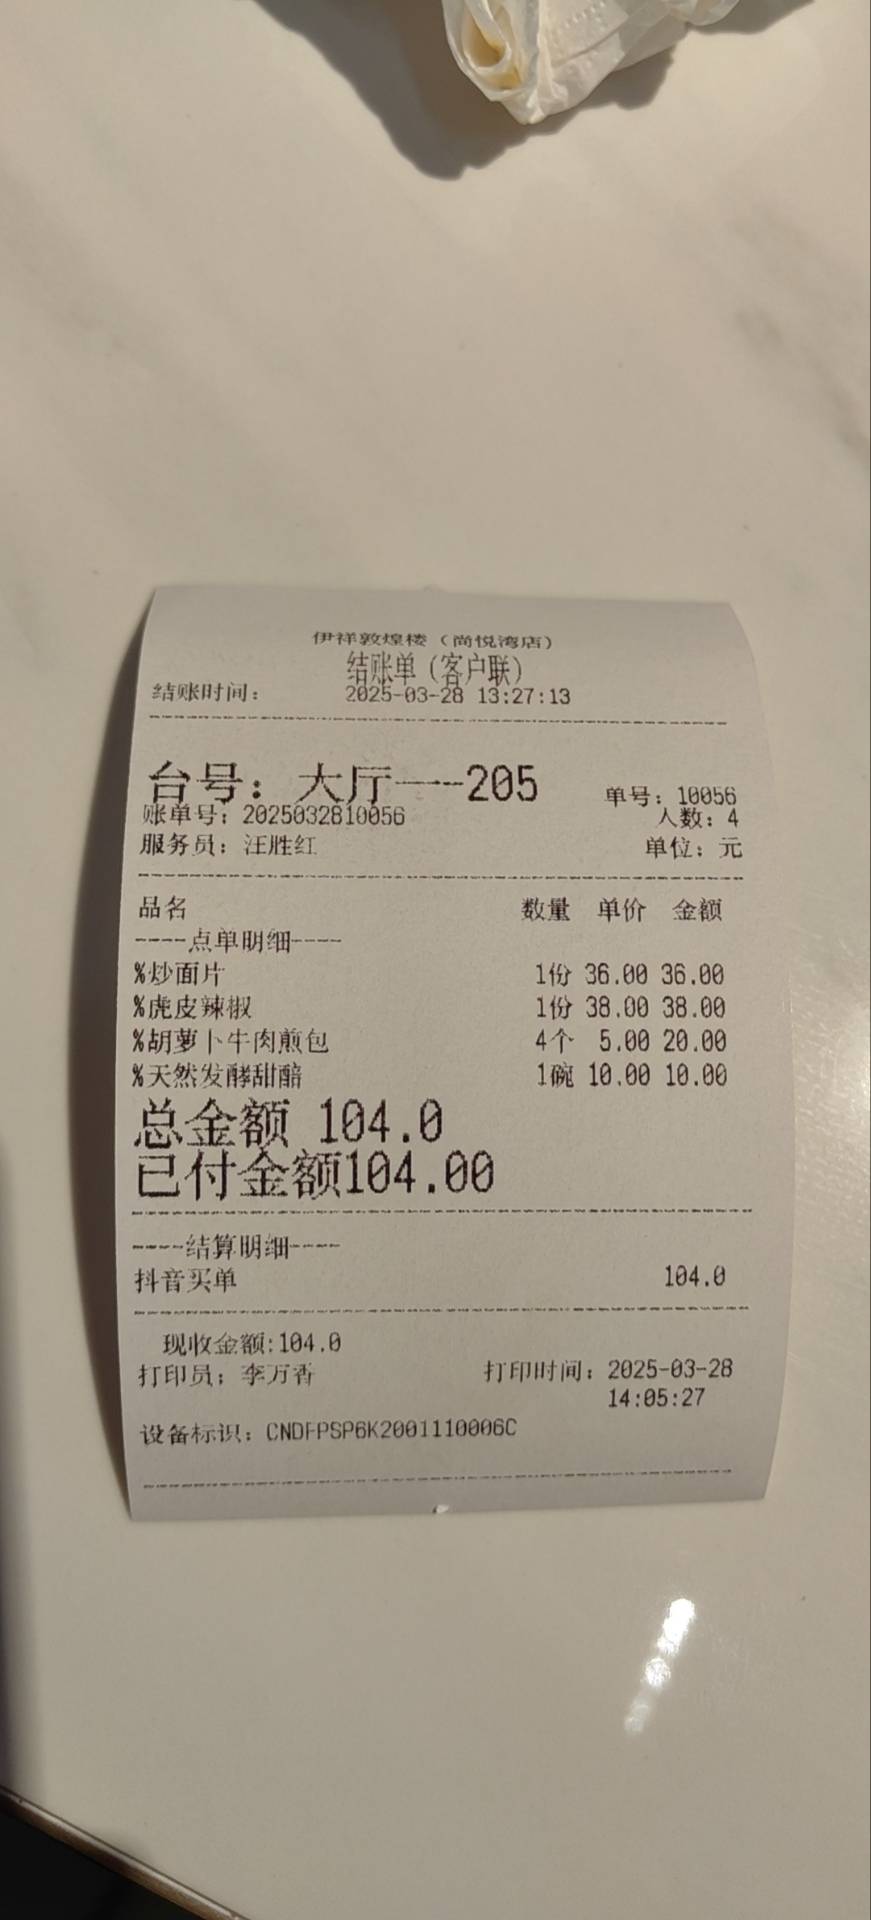 伊祥敦煌楼（尚悦湾店）
结账单（客户联）
结账时间： 2025-03-28 13:27:13
台号：大厅——205 单号：10056
账单号：2025032810056 人数：4
服务员：汪胜红 单位：元
品名 数量 单价 金额
----点单明细----
%炒面片 1份 36.00 36.00
%虎皮辣椒 1份 38.00 38.00
%胡萝卜牛肉煎包 4个 5.00 20.00
%天然发酵甜醅 1碗 10.00 10.00
总金额 104.0
已付金额104.00
----结算明细----
抖音买单 104.0
现收金额:104.0
打印员：李万香 打印时间：2025-03-28
14:05:27
设备标识：CNDFPSP6K2001110006C